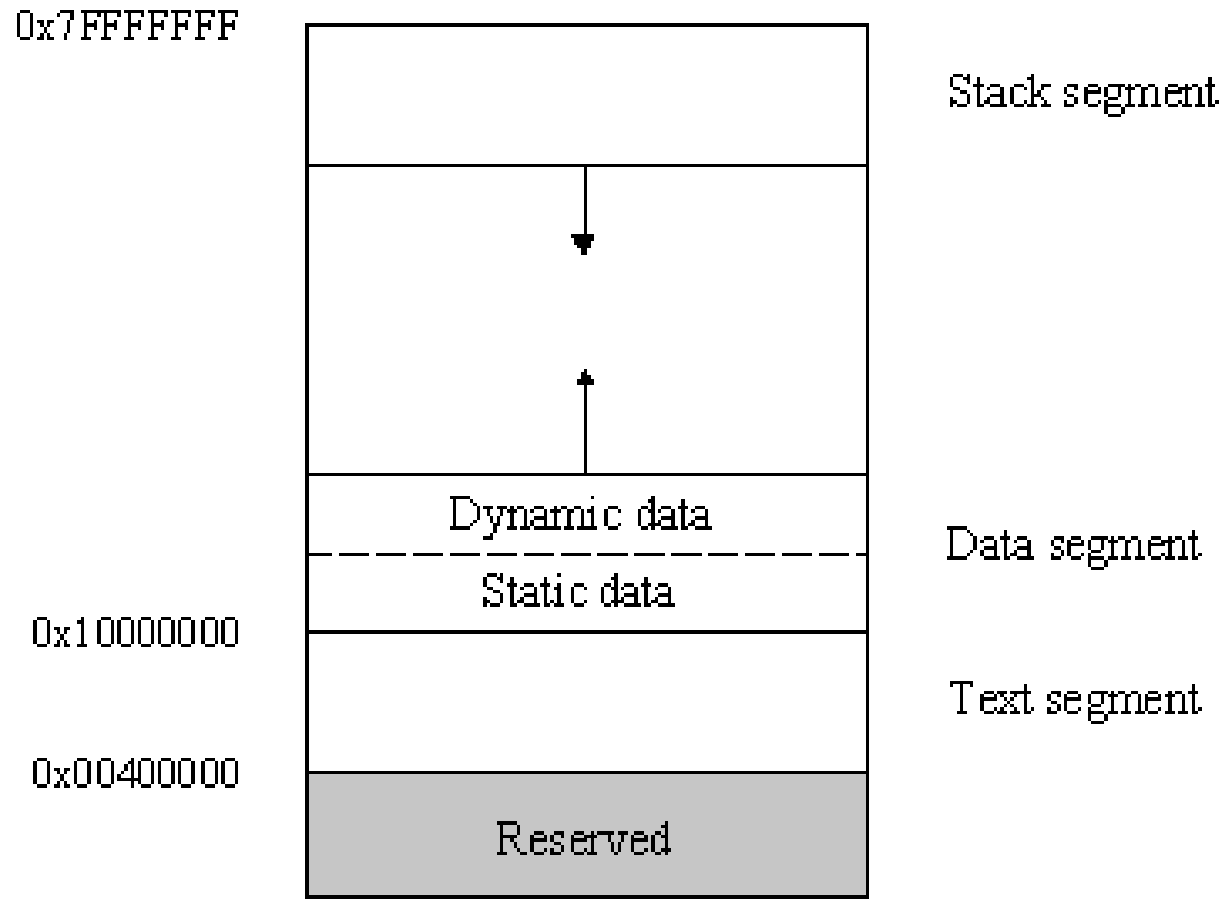 0x7FFFFFFF
Stack segment
Dynamic data
Data segment
Static data
0x10000000
Text segment
0x00400000
Reserved